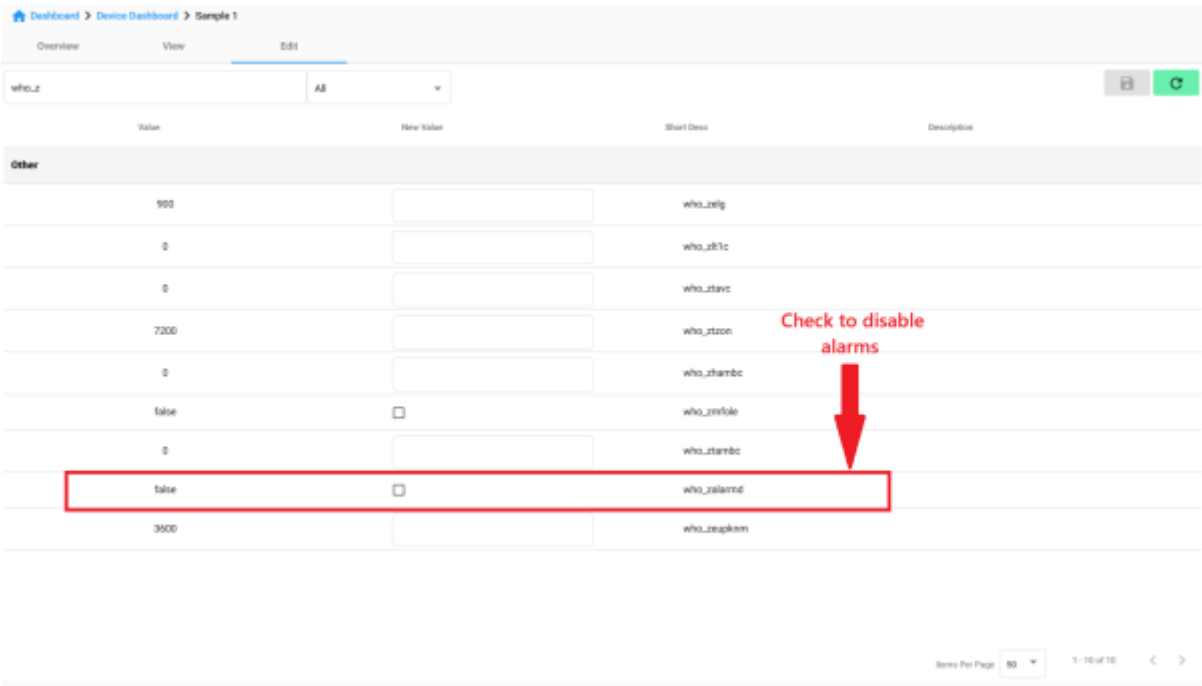 Dashboard > Device Dashboard > Sample 1
Overview View Edit
who_z All
Value New Value Short Desc Description
Other
900 who_zelg
0 who_zlt1c
0 who_ztavc
7200 who_ztzon
Check to disable
alarms
0 who_zhambc
false who_zmfole
0 who_ztambc
false who_zalarmd
3600 who_zeupknm
Items Per Page 50 1 - 10 of 10